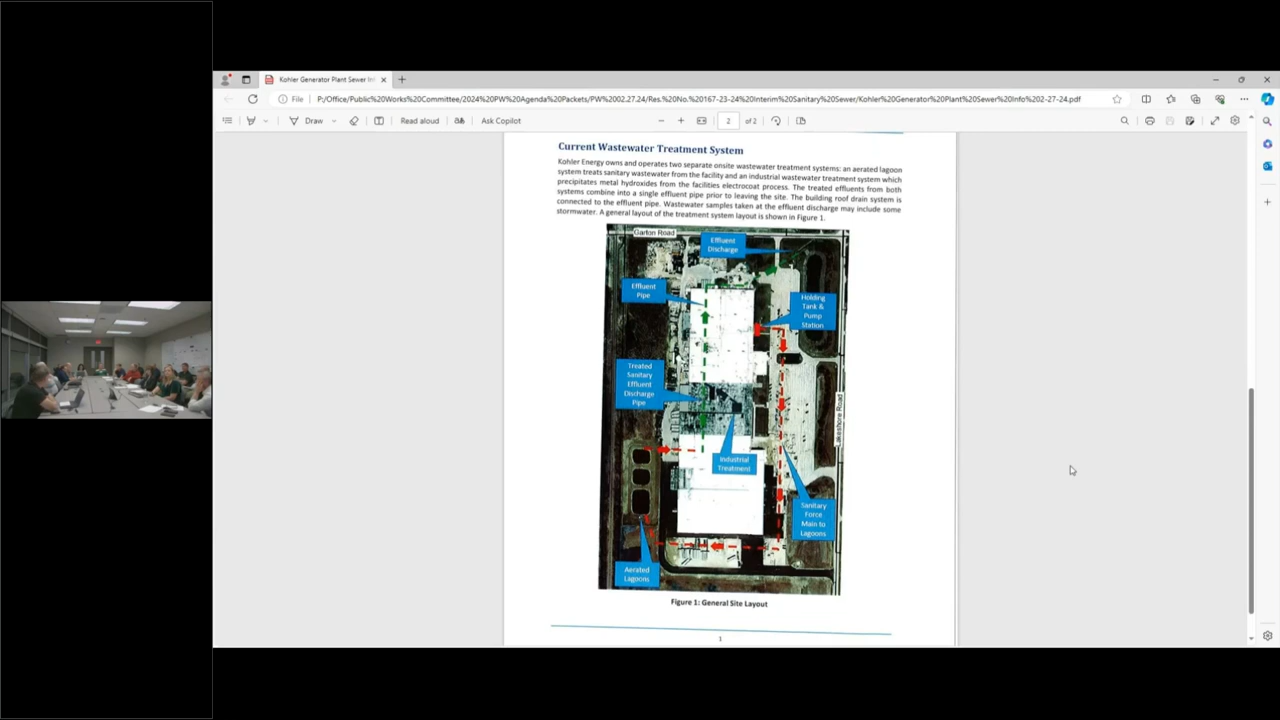 Kohler Generator Plant Sewer In
File
P:/Office/Public%20Works%20Committee/2024%20PW%20Agenda%20Packets/PW%2002.27.24/Res.%20No.%20167-23-24%20Interim%20Sanitary%20Sewer/Kohler%20Generator%20Plant%20Sewer%20Info%202-27-24.pdf
Draw
Read aloud
Ask Copilot
2
of 2
Current Wastewater Treatment System
Kohler Energy owns and operates two separate onsite wastewater treatment systems: an aerated lagoon
system treats sanitary wastewater from the facility and an industrial wastewater treatment system which
precipitates metal hydroxides from the facilities electrocoat process. The treated effluents from both
systems combine into a single effluent pipe prior to leaving the site. The building roof drain system is
connected to the effluent pipe. Wastewater samples taken at the effluent discharge may include some
stormwater. A general layout of the treatment system layout is shown in Figure 1.
Garton Road
Effluent
Discharge
Effluent
Pipe
Holding
Tank &
Pump
Station
Treated
Sanitary
Effluent
Discharge
Pipe
Lakeshore Road
Industrial
Treatment
Sanitary
Force
Main to
Lagoons
Aerated
Lagoons
Figure 1: General Site Layout
1